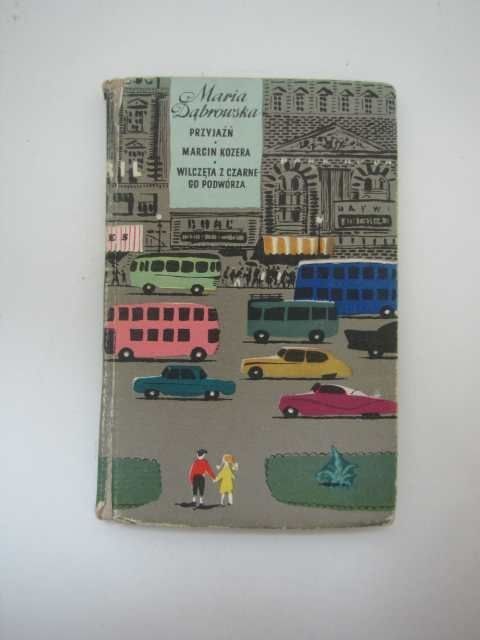 Maria
Dąbrowska
PRZYJAŹŃ
•
MARCIN KOZERA
•
WILCZĘTA Z CZARNE-
GO PODWÓRZA